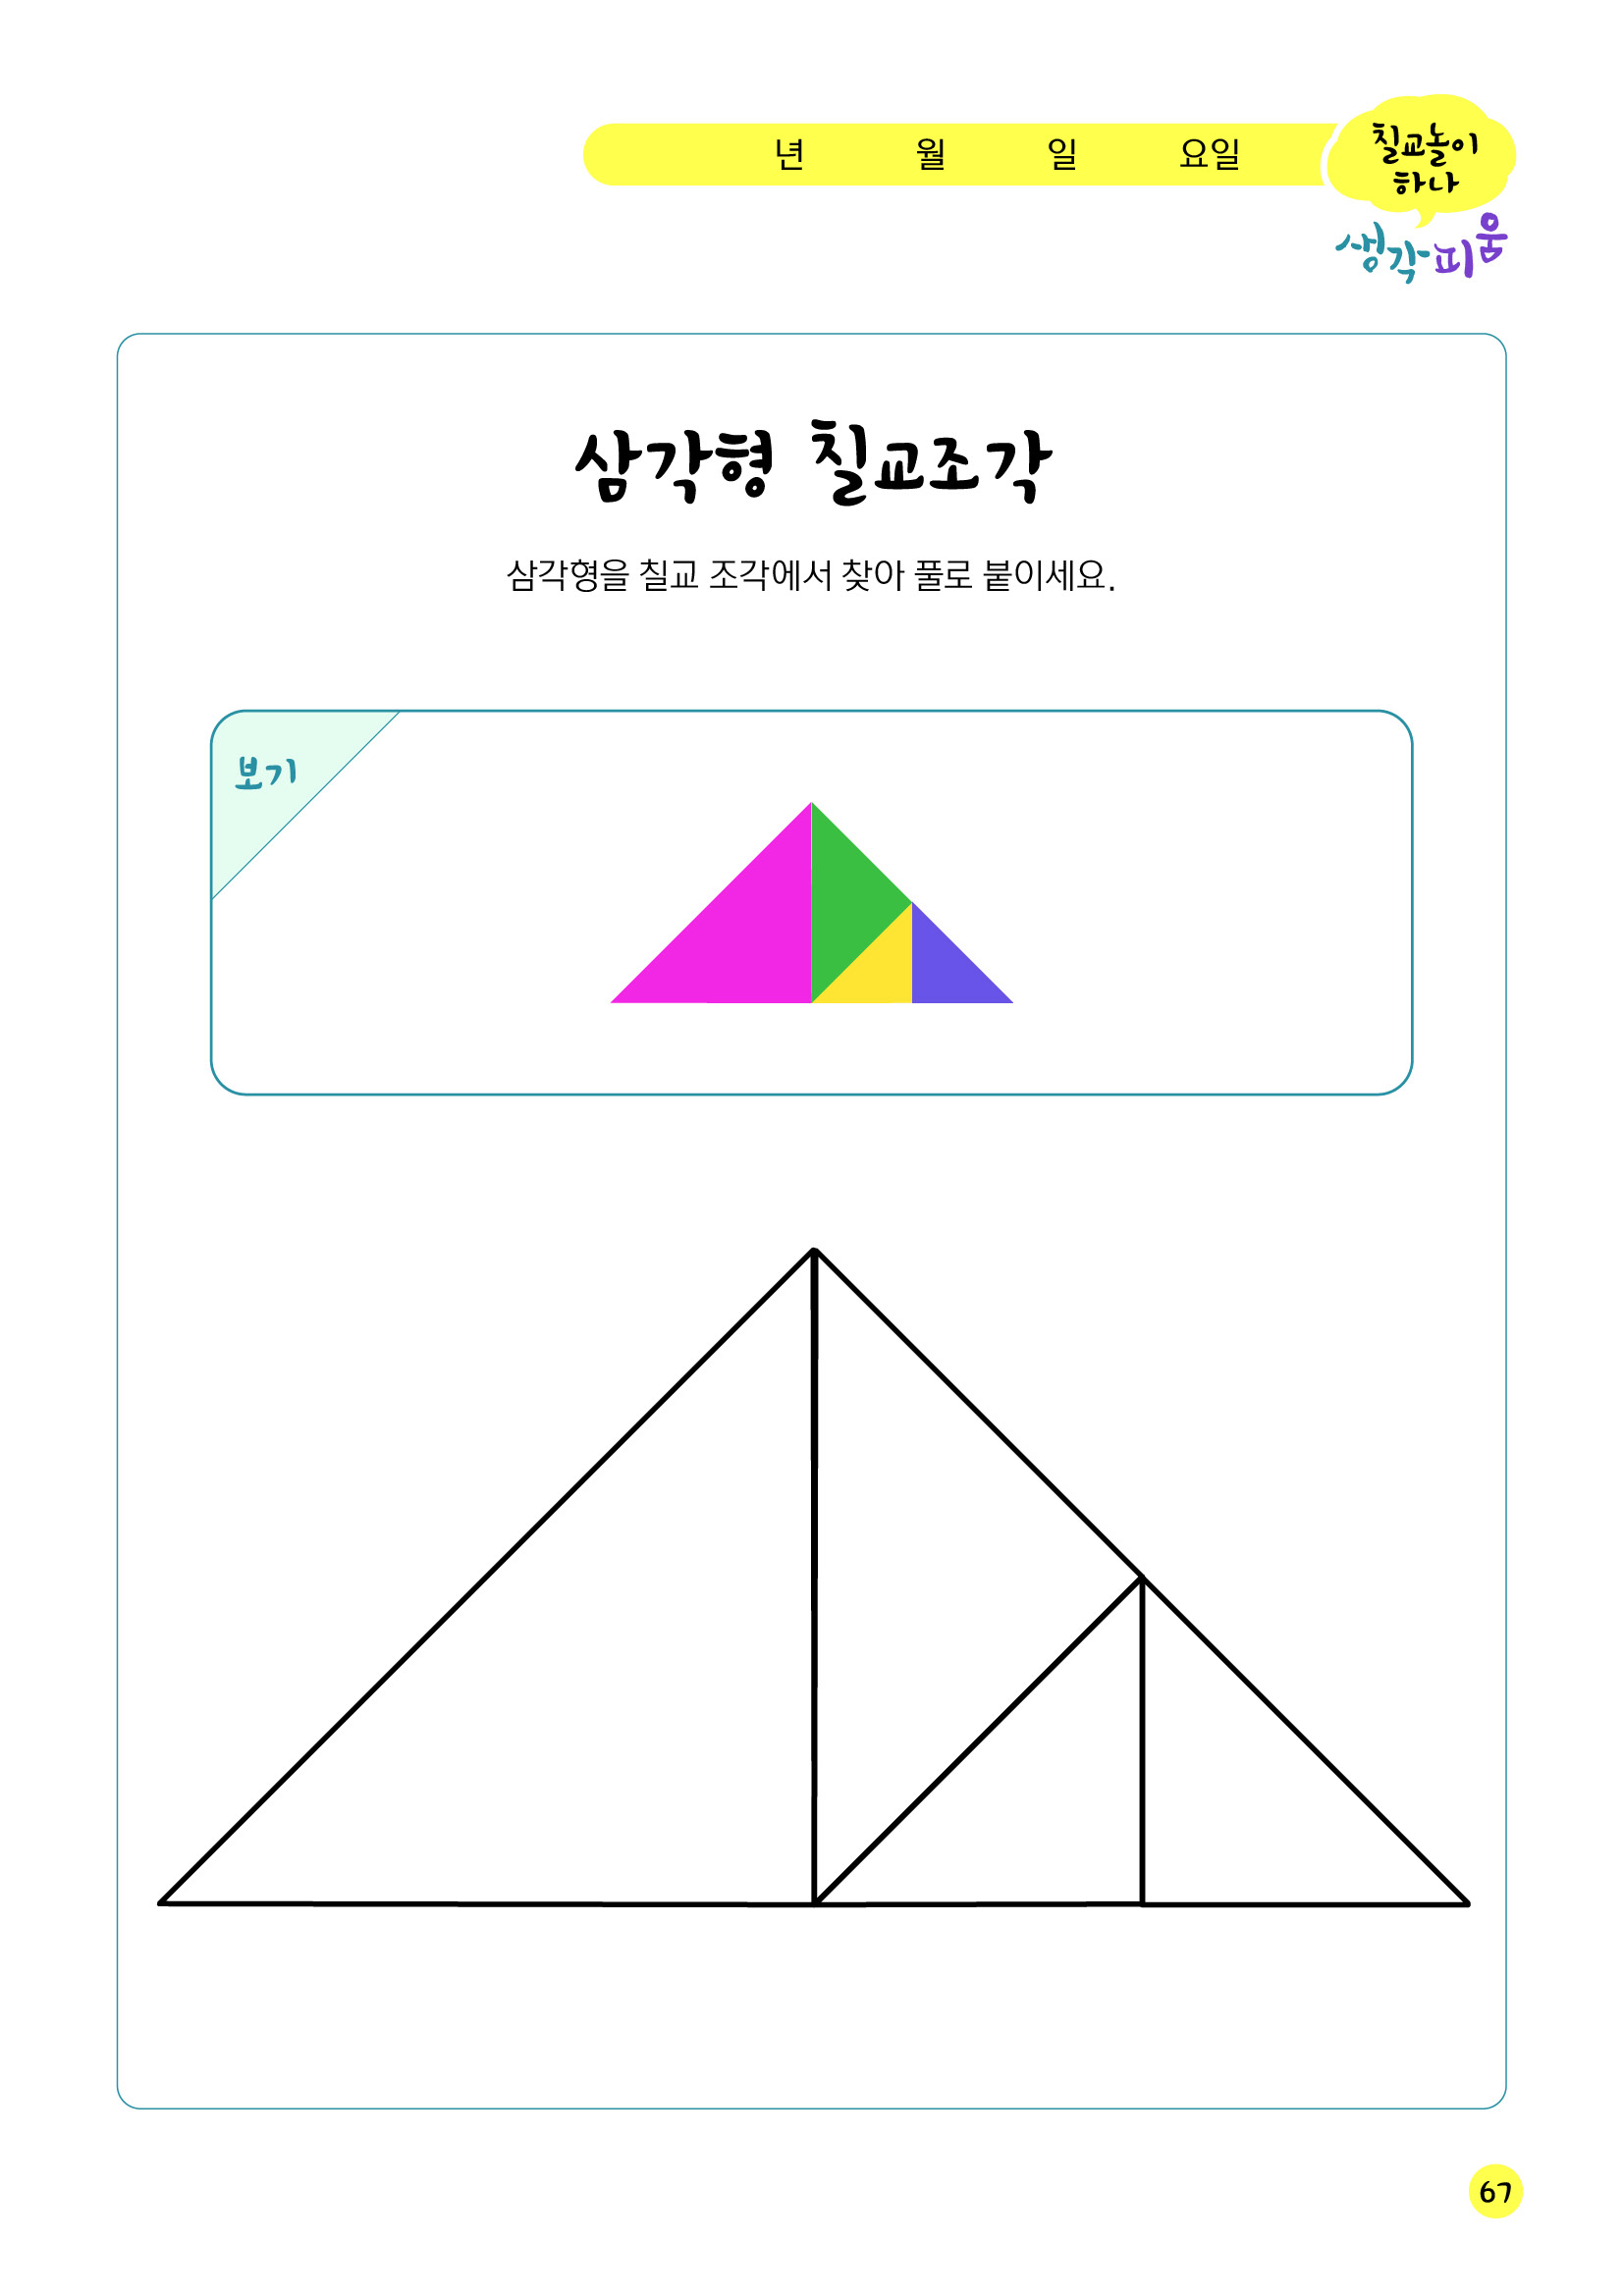 년 월 일 요일
칠교놀이
하나
생각피움
삼각형 칠교조각
삼각형을 칠교 조각에서 찾아 풀로 붙이세요.
보기
67